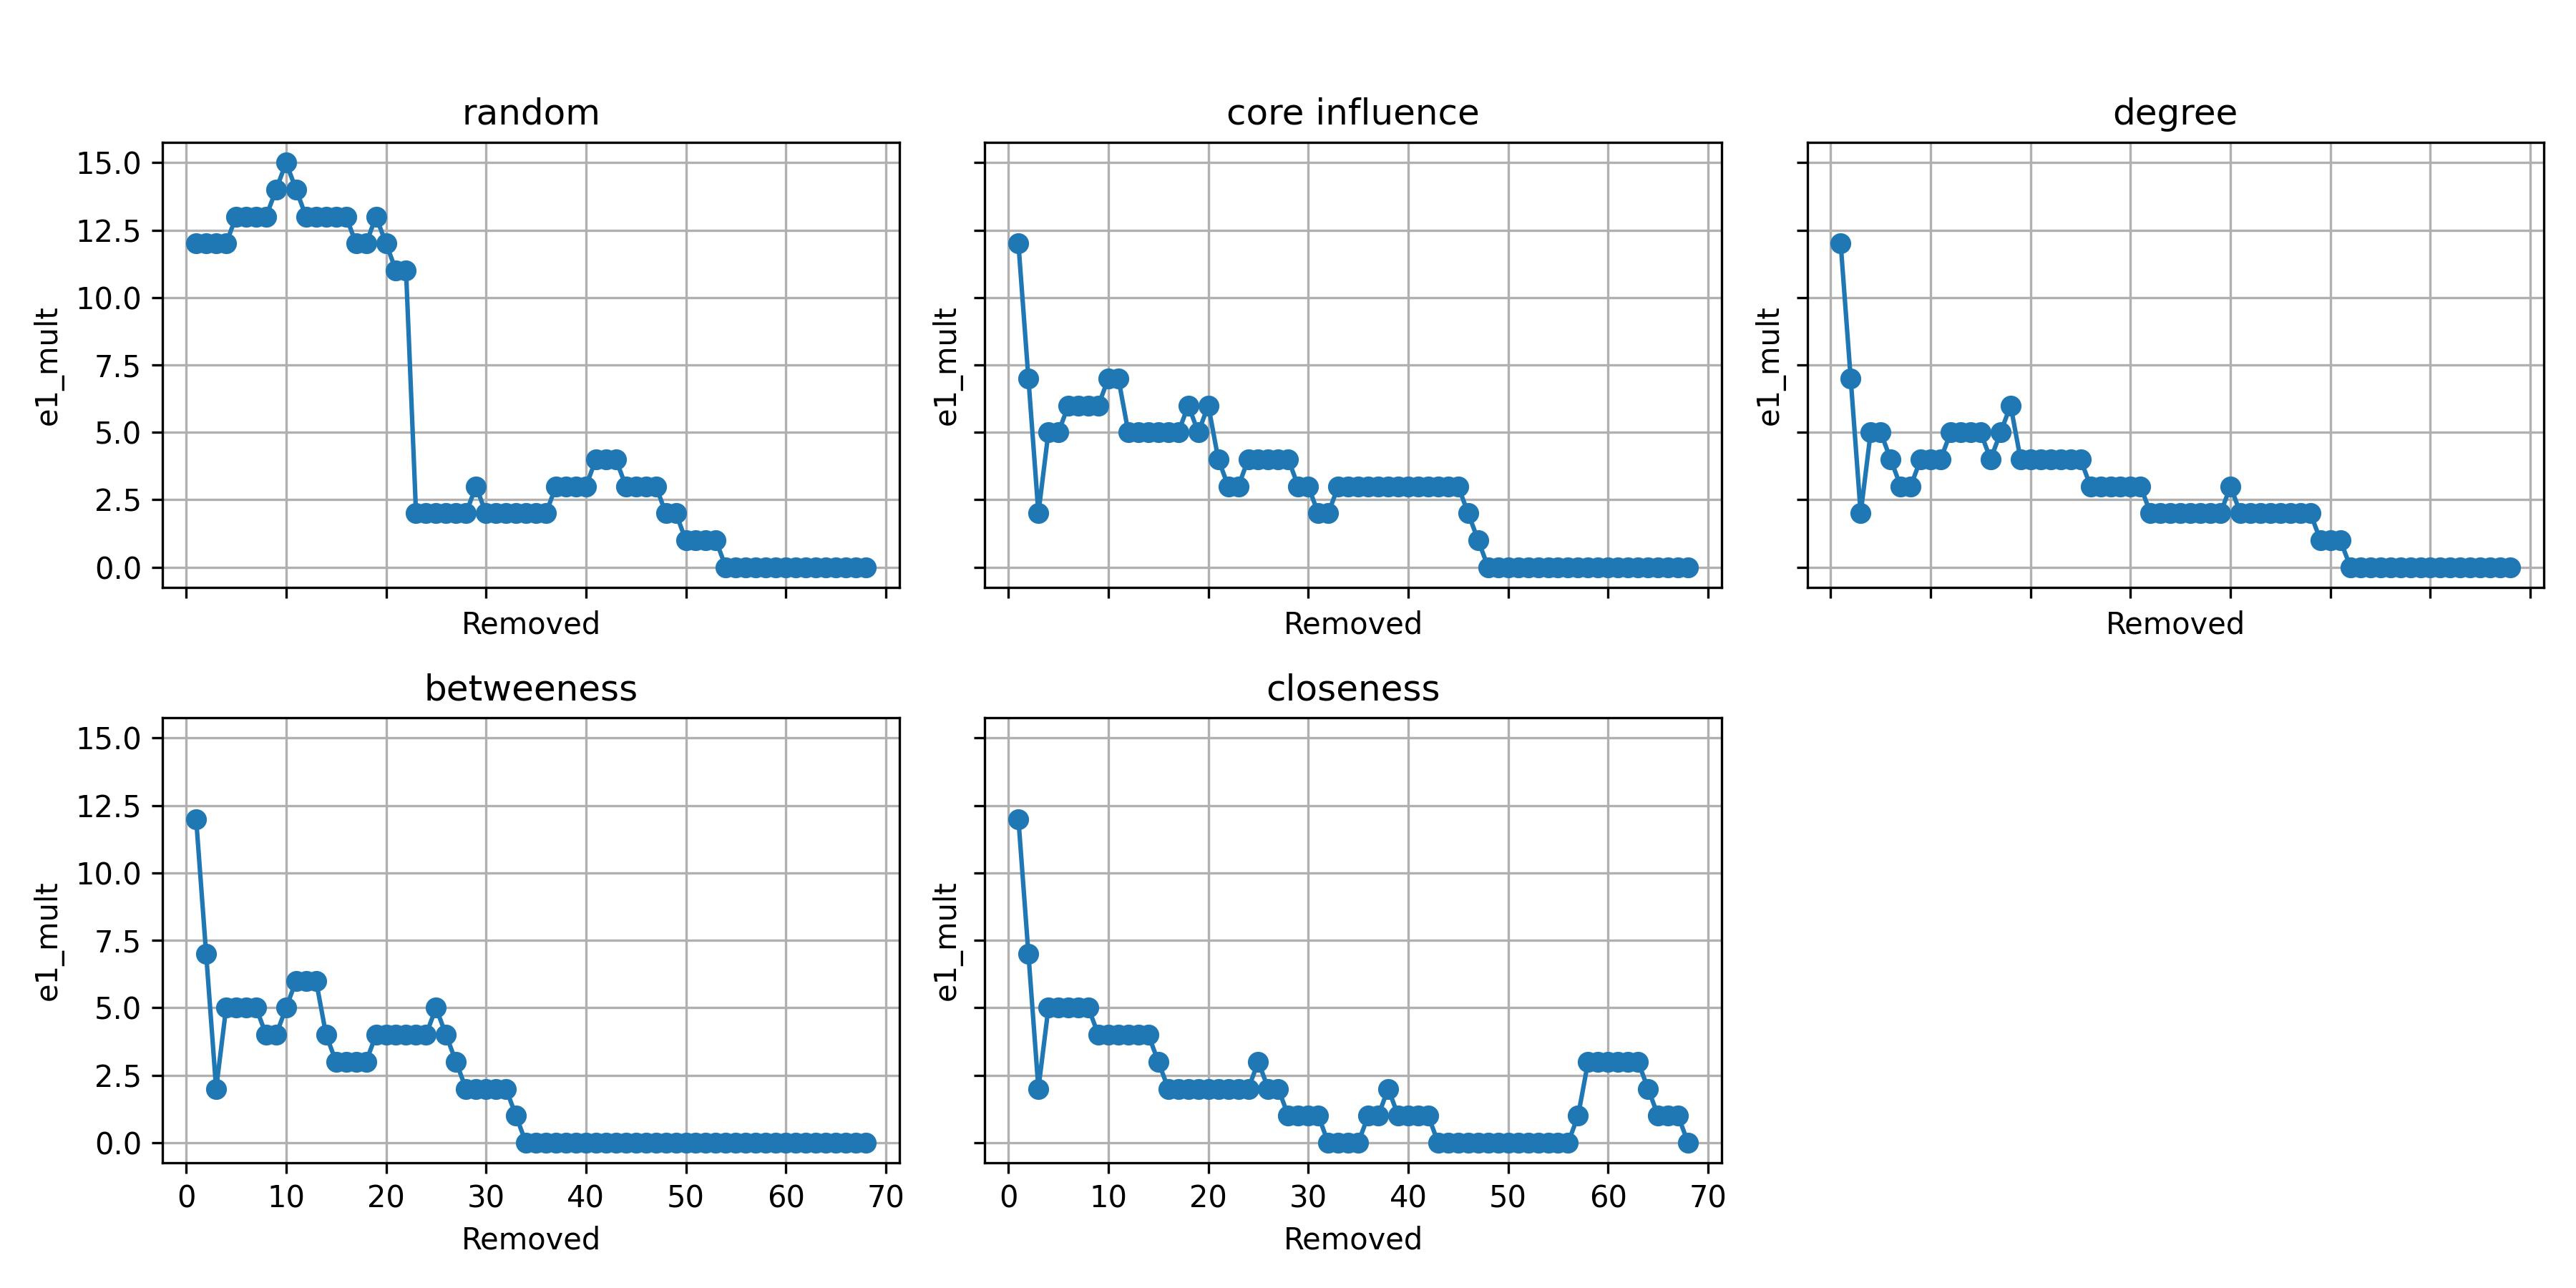 random
core influence
degree
15.0
12.5
10.0
7.5
5.0
2.5
0.0
e1_mult
e1_mult
e1_mult
Removed
Removed
Removed
betweeness
closeness
15.0
12.5
10.0
7.5
5.0
2.5
0.0
e1_mult
e1_mult
0 10 20 30 40 50 60 70
0 10 20 30 40 50 60 70
Removed
Removed